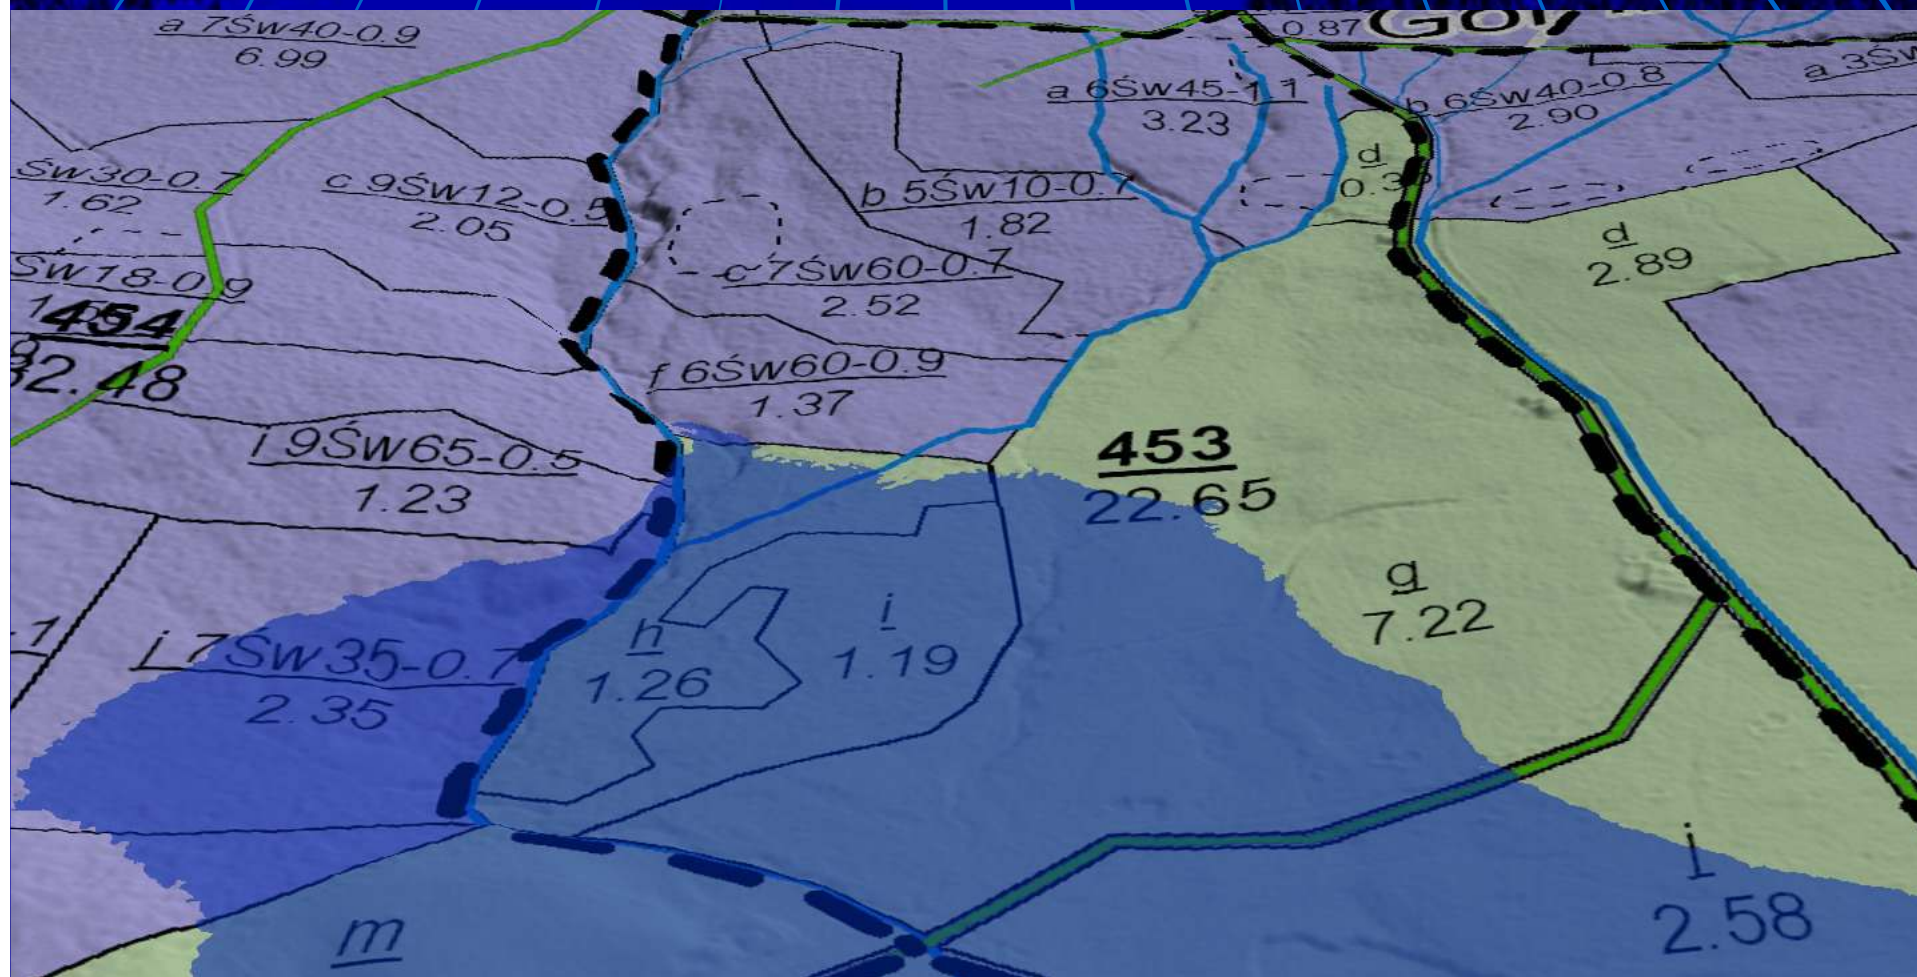 a 7Św40-0.9
6.99
0.87
a 6Św45-1.1
3.23
b 6Św40-0.8
2.90
a 3Św
Św30-0.7
1.62
c 9Św12-0.5
2.05
b 5Św10-0.7
1.82
d
d
2.89
Św18-0.9
454
32.48
c 7Św60-0.7
2.52
f 6Św60-0.9
1.37
i 9Św65-0.5
1.23
453
22.65
g
7.22
j 7Św35-0.7
2.35
h
1.26
i
1.19
j
2.58
m